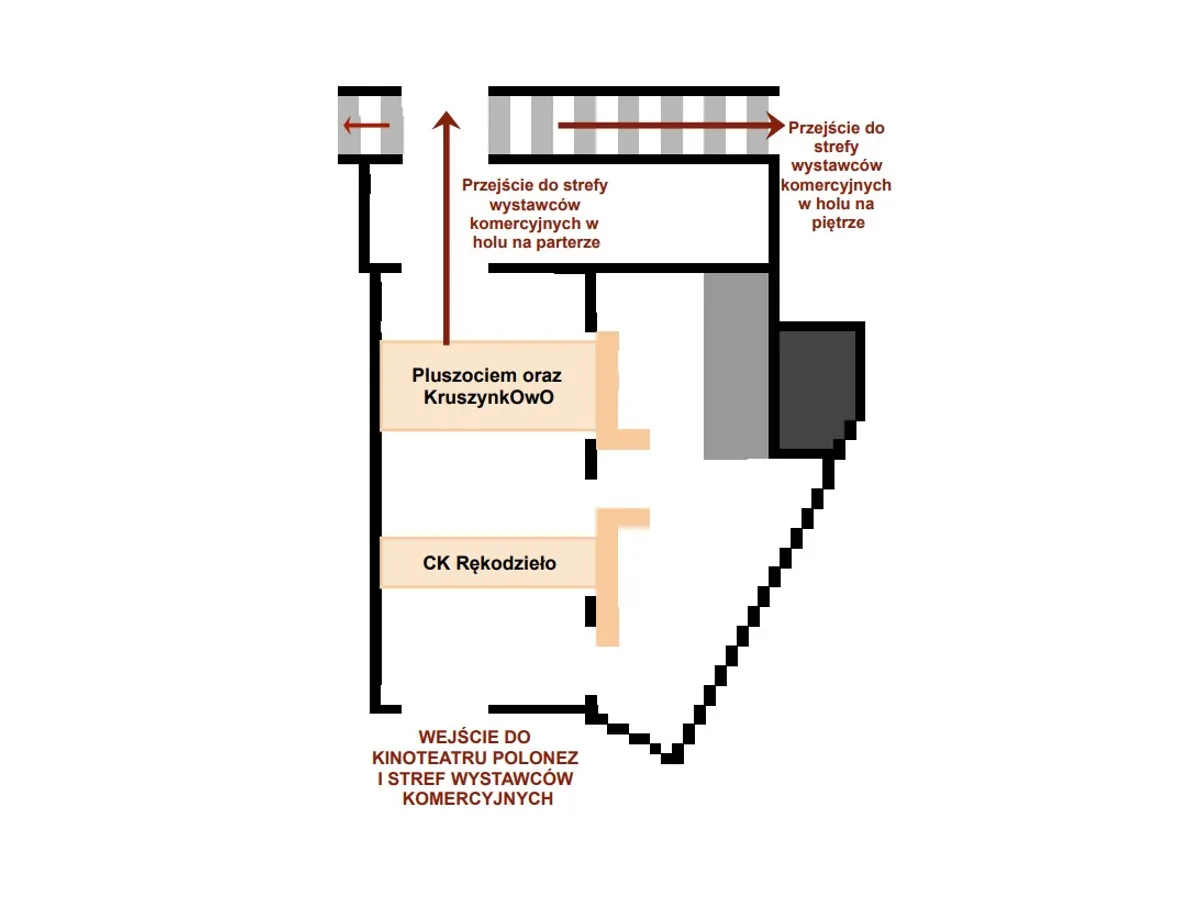 Przejście do
strefy
wystawców
komercyjnych
w holu na
piętrze
Przejście do strefy
wystawców
komercyjnych w
holu na parterze
Pluszociem oraz
KruszynkOwO
CK Rękodzieło
WEJŚCIE DO
KINOTEATRU POLONEZ
I STREF WYSTAWCÓW
KOMERCYJNYCH